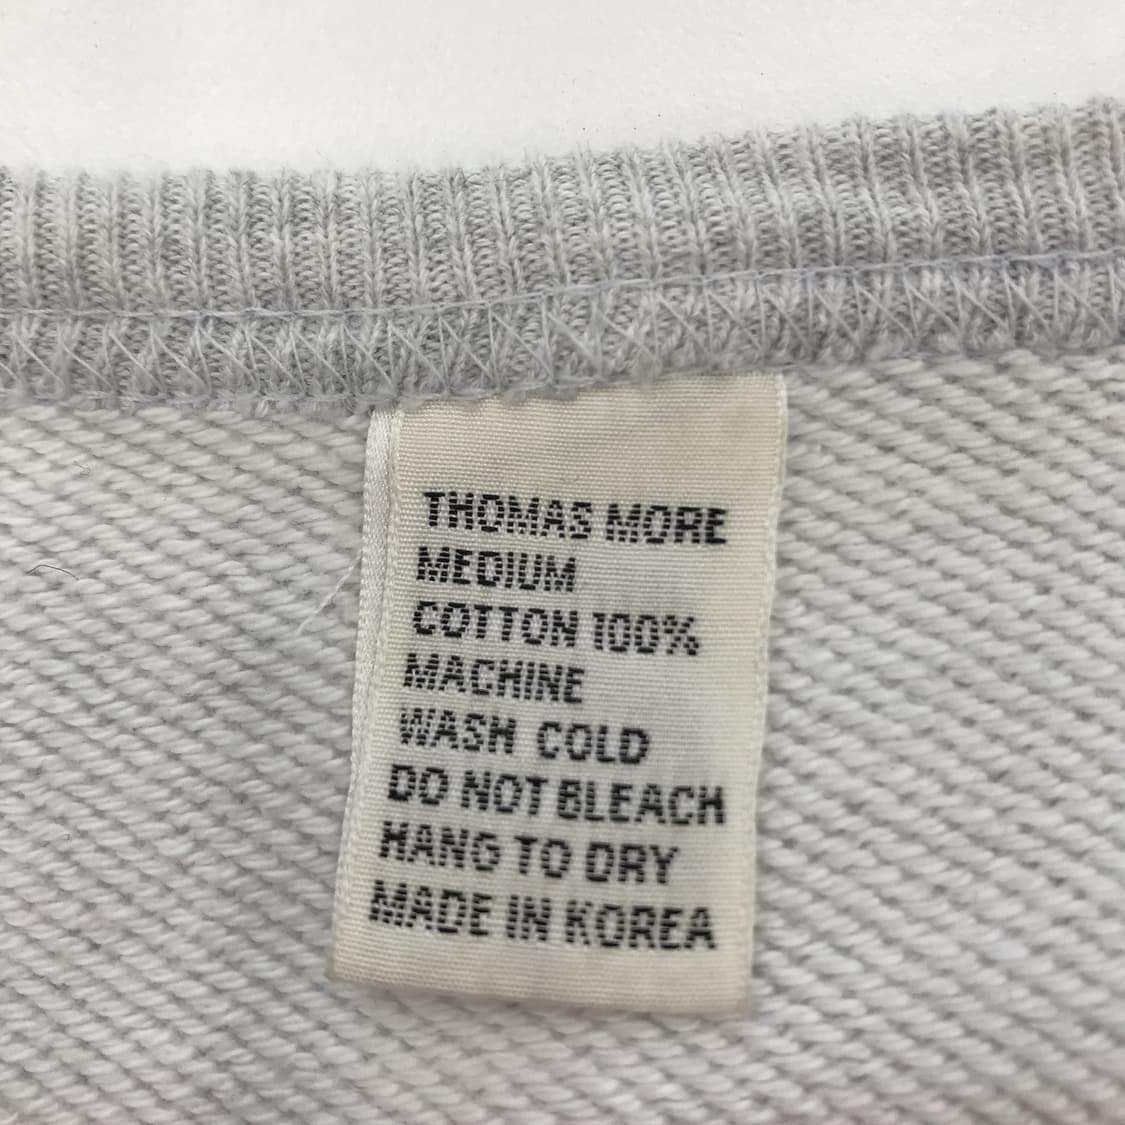 THOMAS MORE
MEDIUM
COTTON 100%
MACHINE
WASH COLD
DO NOT BLEACH
HANG TO DRY
MADE IN KOREA